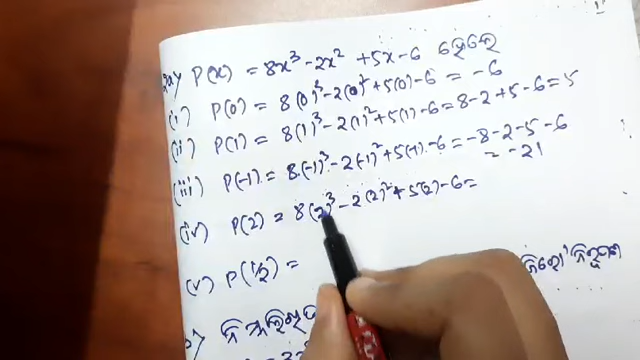 2a) P(x) = 8x³ - 2x² + 5x - 6 ହେଲେ
(i) P(0) = 8(0)³ - 2(0)² + 5(0) - 6 = -6
(ii) P(1) = 8(1)³ - 2(1)² + 5(1) - 6 = 8 - 2 + 5 - 6 = 5
(iii) P(-1) = 8(-1)³ - 2(-1)² + 5(-1) - 6 = -8 - 2 - 5 - 6
= -21
(iv) P(2) = 8(2)³ - 2(2)² + 5(2) - 6 =
(v) P(1/2) =